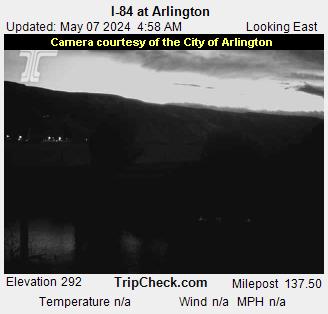 I-84 at Arlington
Updated: May 07 2024 4:58 AM Looking East
Camera courtesy of the City of Arlington
Elevation 292 TripCheck.com Milepost 137.50
Temperature n/a Wind n/a MPH n/a